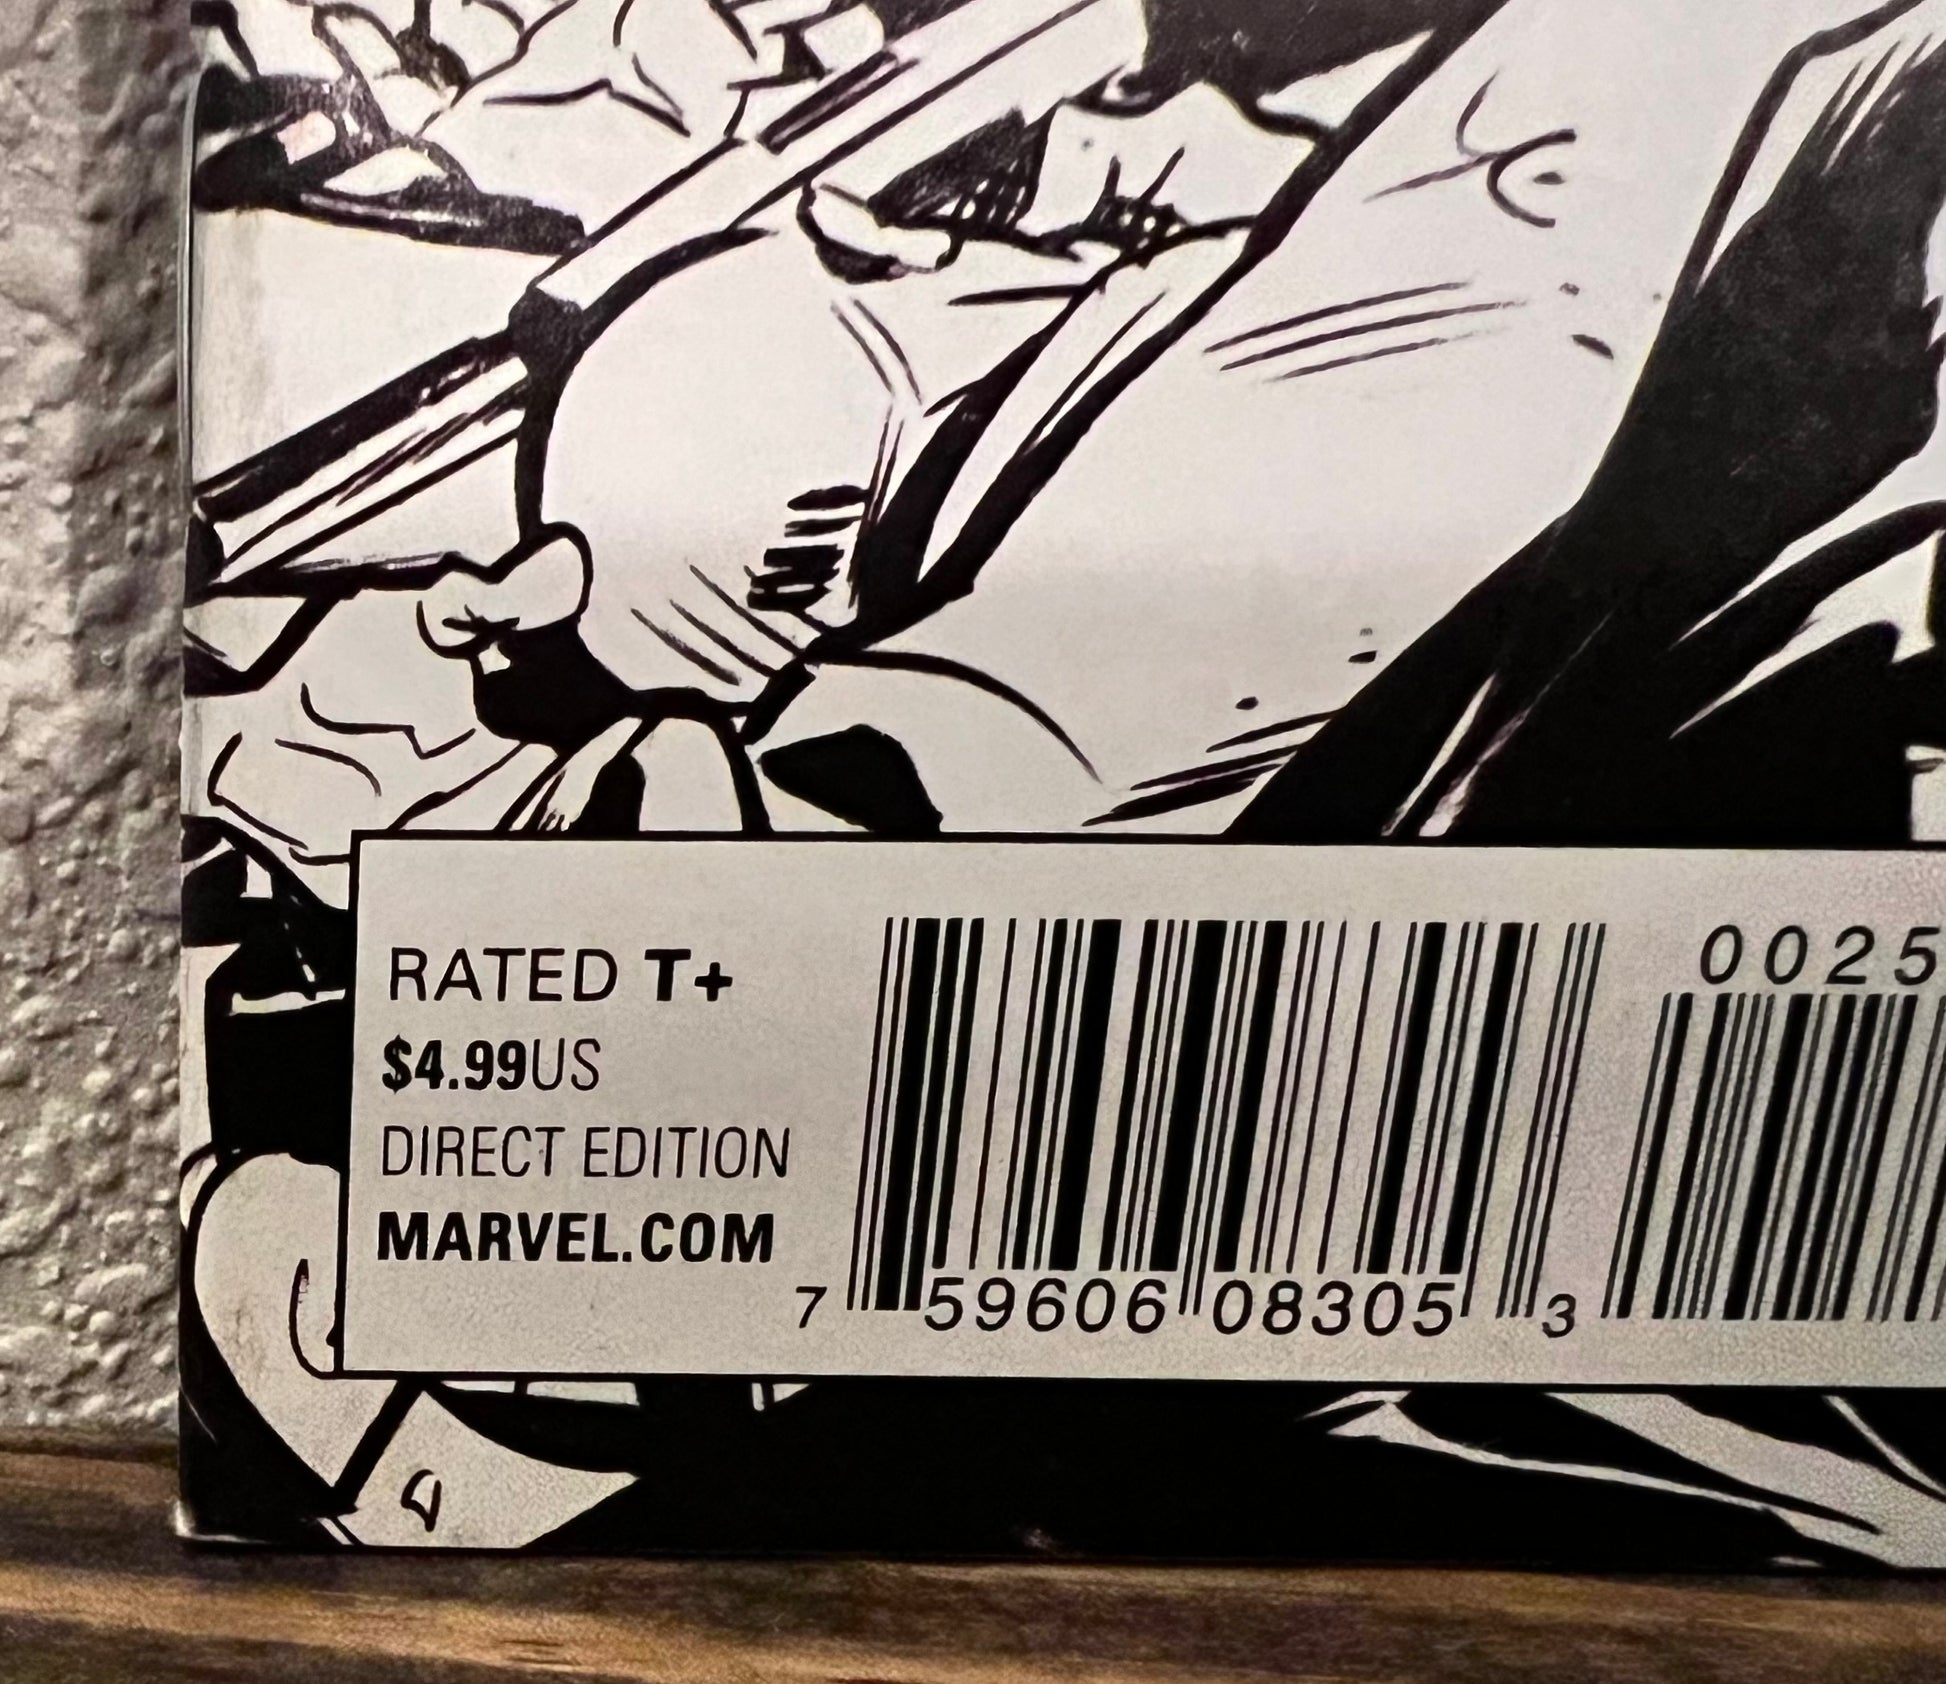 RATED T+
$4.99US
DIRECT EDITION
MARVEL.COM
7 59606 08305 3
0025